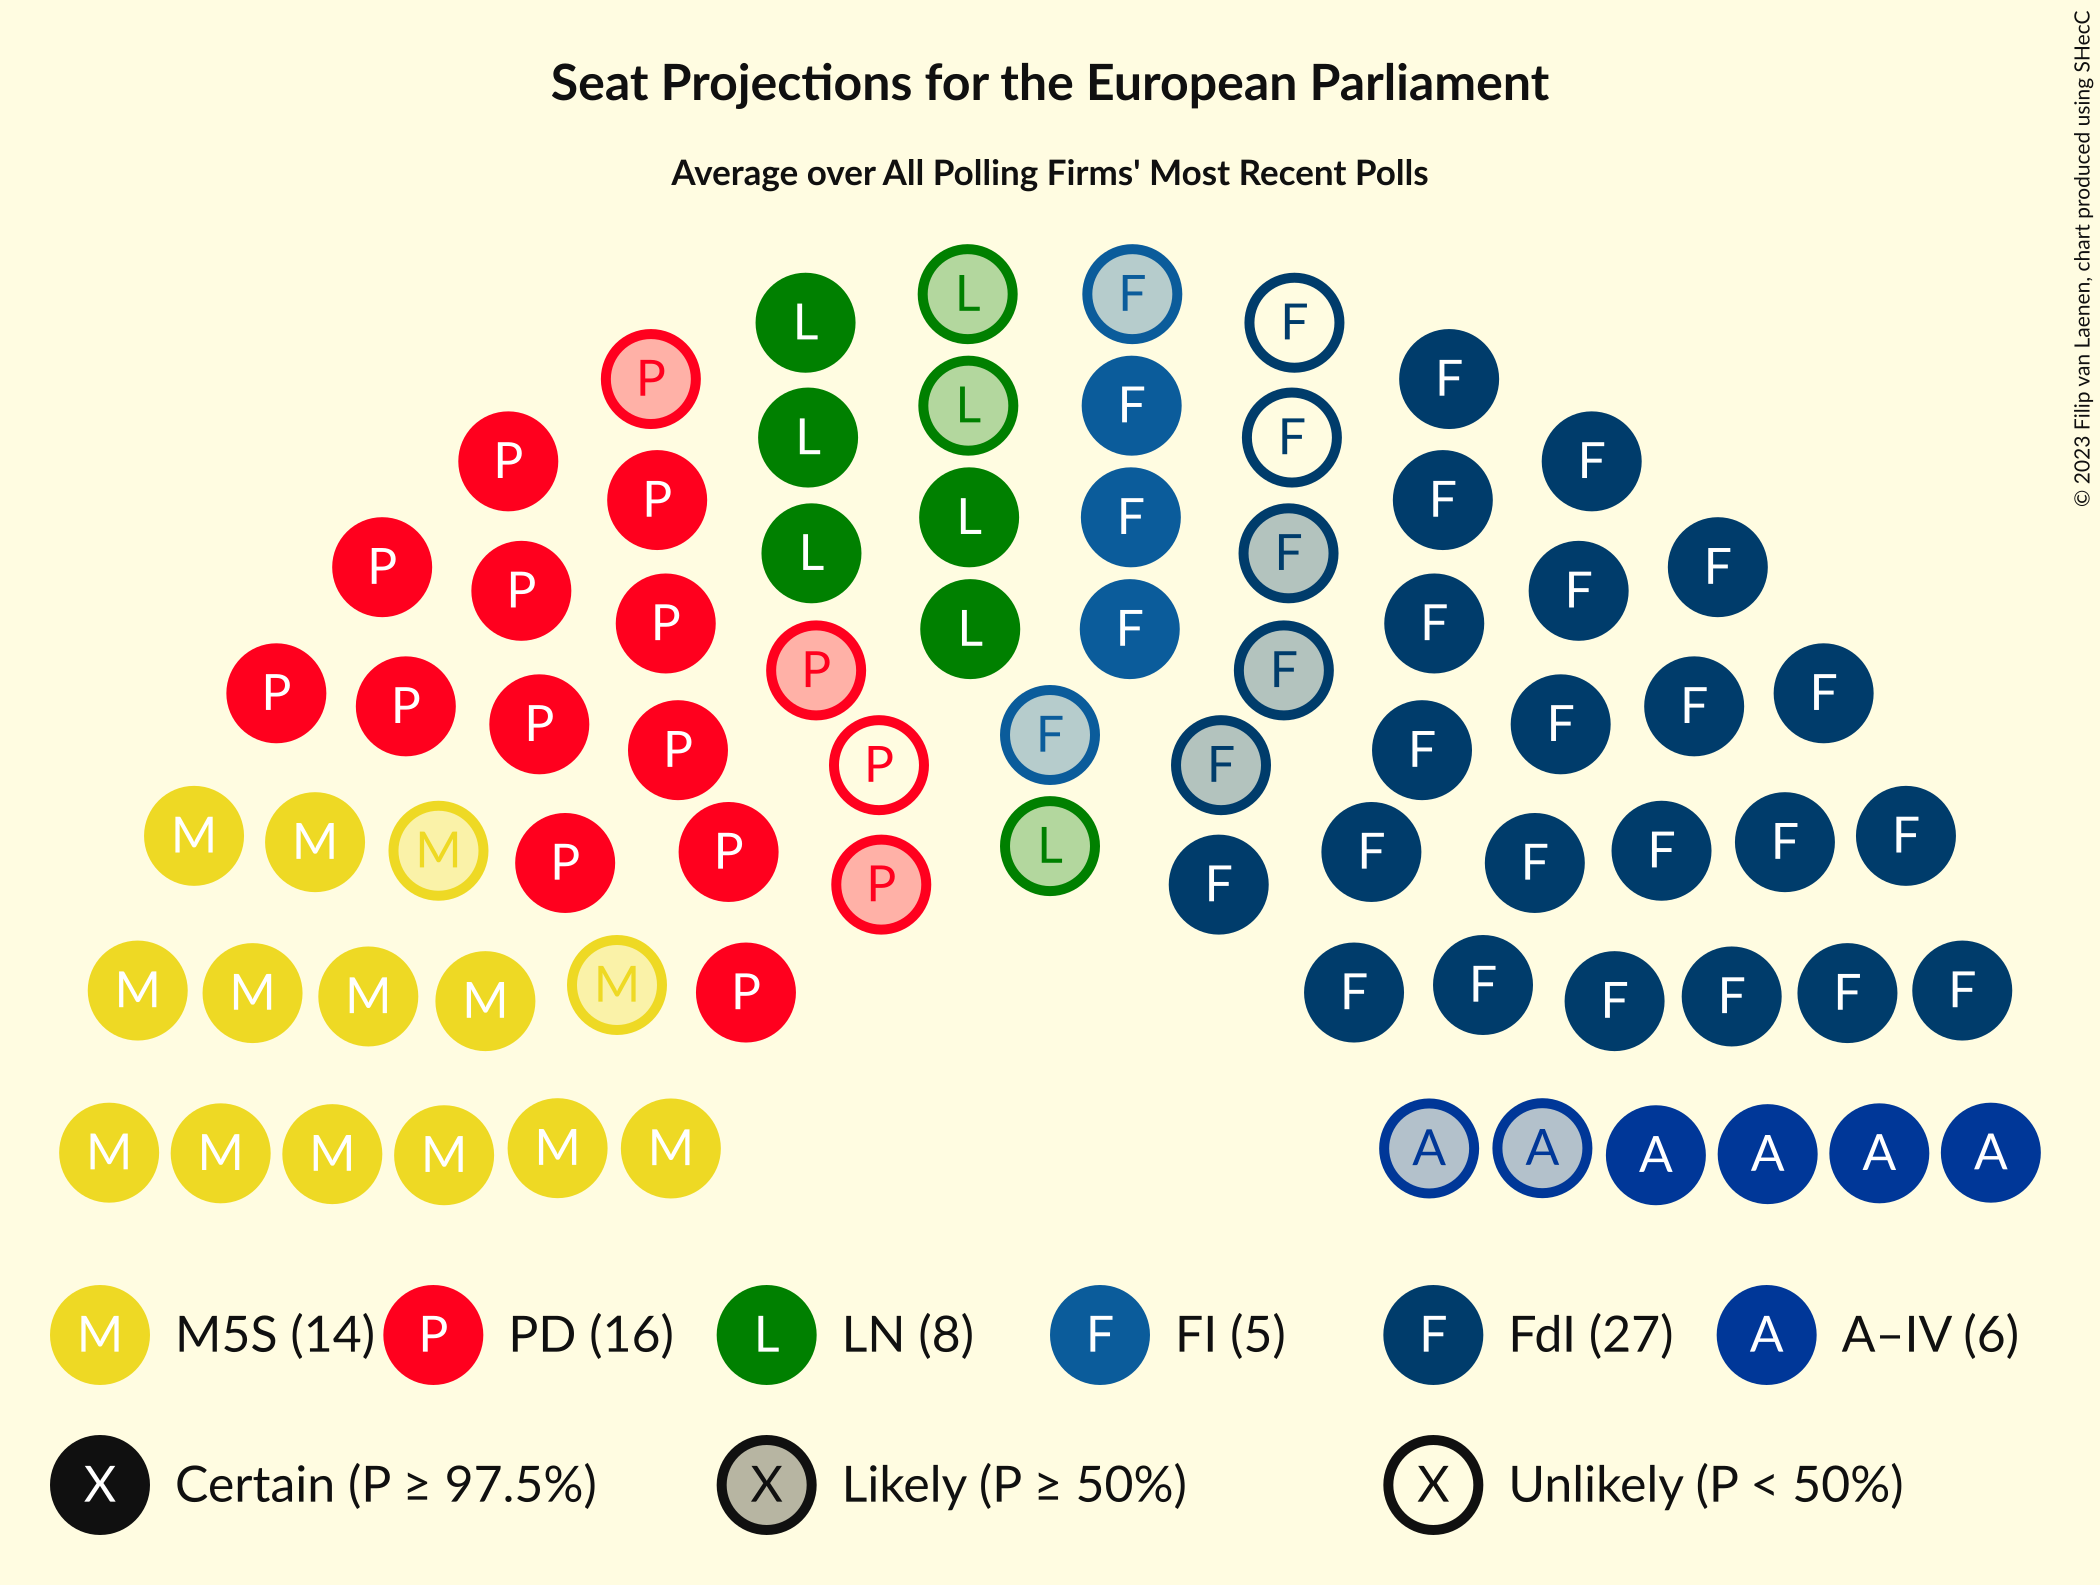 Seat Projections for the European Parliament
Average over All Polling Firms' Most Recent Polls
© 2023 Filip van Laenen, chart produced using SHecC
L F
L F
P F
L F
L F
P F
P F
L F
P F
L F
P F
P F
P F
P F
P F
P F
P F
P F
P F
F
P F
M M M P P P L F F F F F F
M M M M M P F F F F F F
M M M M M M A A A A A A
M M5S (14) P PD (16) L LN (8) F FI (5) F FdI (27) A A–IV (6)
X Certain (P ≥ 97.5%) X Likely (P ≥ 50%) X Unlikely (P < 50%)